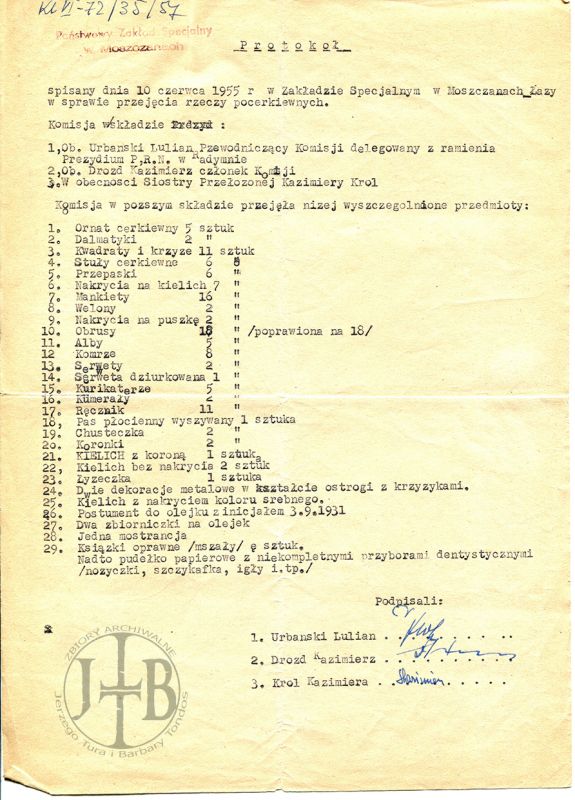 Kl VI-72/35/57
Państwowy Zakład Specjalny
w Moszczanach
Protokoł
spisany dnia 10 czerwca 1955 r w Zakładzie Specjalnym w Moszczanach Łazy
w sprawie przejęcia rzeczy pocerkiewnych.
Komisja w składzie :
1,Ob. Urbanski Lulian Pzewodniczący Komisji delegowany z ramienia
Prezydium P,R.N. w Radymnie
2,Ob. Drozd Kazimierz członek Komisji
3.W obecnosci Siostry Przełozonej Kazimiery Krol
Komisja w pozszym składzie przejęła nizej wyszczegolnione przedmioty:
1. Ornat cerkiewny 5 sztuk
2. Dalmatyki 2 "
3. Kwadraty i krzyze 11 sztuk
4. Stuły cerkiewne 6 "
5. Przepaski 6 "
6. Nakrycia na kielich 7 "
7. Mankiety 16 "
8. Welony 2 "
9. Nakrycia na puszkę 2 "
10. Obrusy 18 " /poprawiona na 18/
11. Alby 5 "
12 Komrze 8 "
13. Serwety 2 "
14. Serweta dziurkowana 1 "
15. Kurikaterze 5 "
16. Kumerały 2 "
17. Ręcznik 11 "
18, Pas płocienny wyszywany 1 sztuka
19. Chusteczka 2 "
20. Koronki 2 "
21. KIELICH z koroną 1 sztuka
22, Kielich bez nakrycia 2 sztuk
23. Łyzeczka 1 sztuka
24. Dwie dekoracje metalowe w kształcie ostrogi z krzyzykami.
25. Kielich z nakryciem koloru srebnego.
26. Postument do olejku z inicjałem 3.9.1931
27. Dwa zbiorniczki na olejek
28. Jedna mostrancja
29. Ksiązki oprawne /mszały/ ę sztuk.
Nadto pudełko papierowe z niekompletnymi przyborami dentystycznymi
/nozyczki, szczykafka, igły i.tp./
Podpisali:
1. Urbanski Lulian . . . . . . . . .
2. Drozd Kazimierz . . . . . . . . .
3. Krol Kazimiera . . . . . . . . .
ZBIORY ARCHIWALNE
JTB
Jerzego Tura i Barbary Tondos